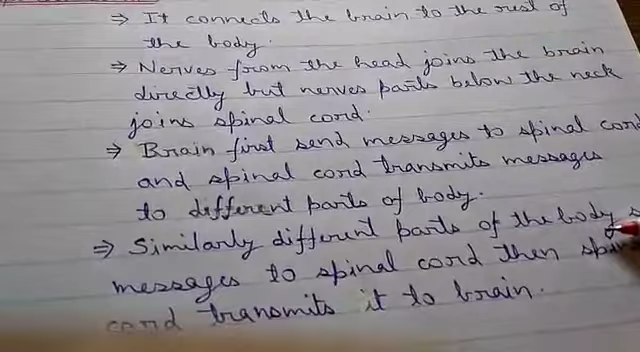 ⇒ It connects the brain to the rest of
the body.
⇒ Nerves from the head joins the brain
directly but nerves parts below the neck
joins spinal cord.
⇒ Brain first send messages to spinal cord
and spinal cord transmits messages
to different parts of body.
⇒ Similarly different parts of the body
messages to spinal cord then
cord transmits it to brain.